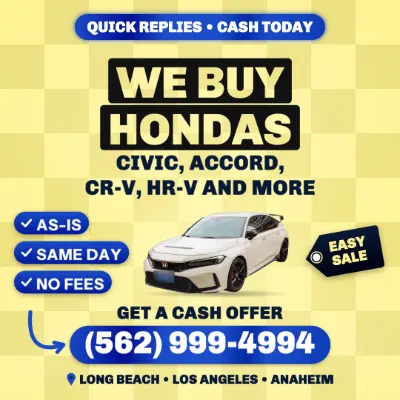 QUICK REPLIES • CASH TODAY
WE BUY
HONDAS
CIVIC, ACCORD,
CR-V, HR-V AND MORE
AS-IS
SAME DAY
NO FEES
EASY
SALE
GET A CASH OFFER
(562) 999-4994
LONG BEACH • LOS ANGELES • ANAHEIM